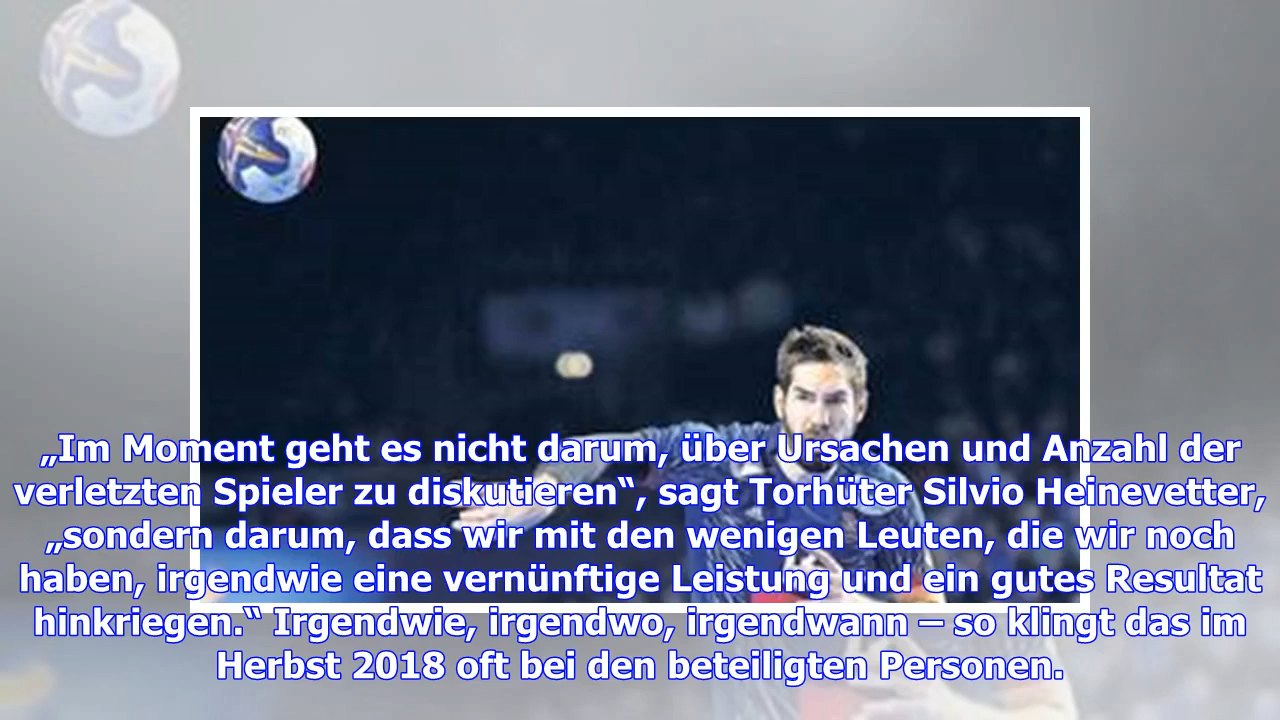 „Im Moment geht es nicht darum, über Ursachen und Anzahl der
verletzten Spieler zu diskutieren“, sagt Torhüter Silvio Heinevetter,
„sondern darum, dass wir mit den wenigen Leuten, die wir noch
haben, irgendwie eine vernünftige Leistung und ein gutes Resultat
hinkriegen.“ Irgendwie, irgendwo, irgendwann – so klingt das im
Herbst 2018 oft bei den beteiligten Personen.